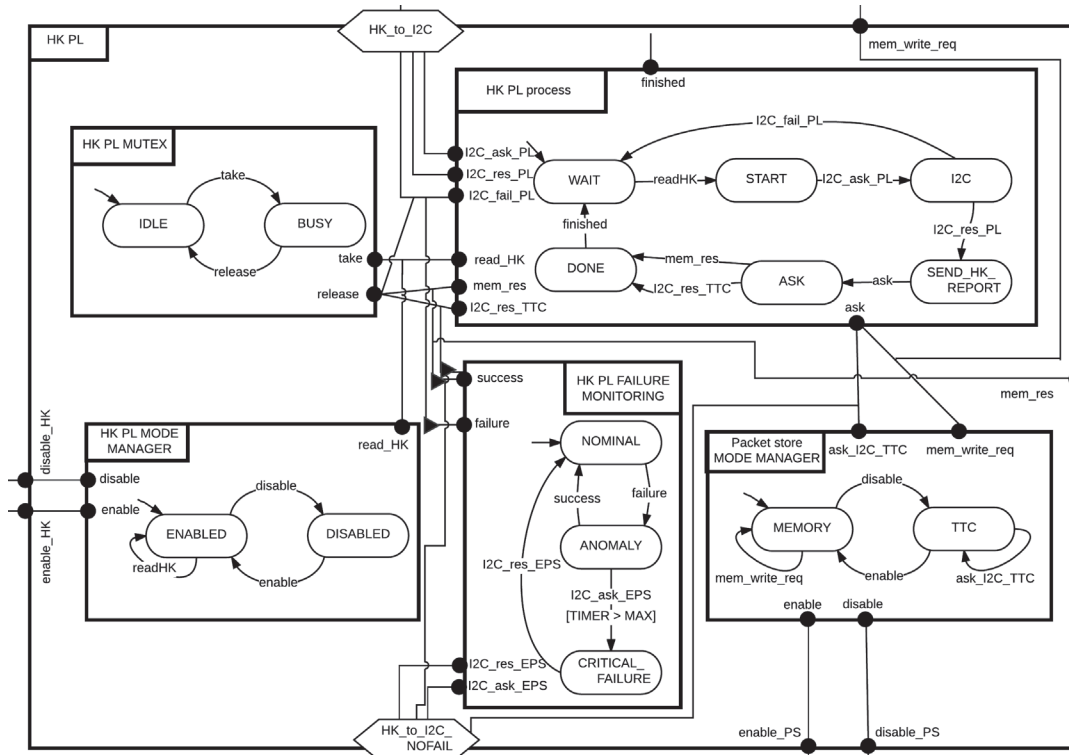 HK PL
HK_to_I2C
mem_write_req
finished
HK PL process
HK PL MUTEX
take
IDLE
BUSY
release
take
release
I2C_ask_PL
I2C_res_PL
I2C_fail_PL
read_HK
mem_res
I2C_res_TTC
I2C_fail_PL
WAIT
readHK
START
I2C_ask_PL
I2C
I2C_res_PL
finished
DONE
mem_res
I2C_res_TTC
ASK
ask
SEND_HK_
REPORT
ask
mem_res
success
failure
HK PL FAILURE
MONITORING
NOMINAL
success
failure
ANOMALY
I2C_res_EPS
I2C_ask_EPS
[TIMER > MAX]
CRITICAL_
FAILURE
I2C_res_EPS
I2C_ask_EPS
disable_HK
enable_HK
HK PL MODE
MANAGER
read_HK
disable
enable
disable
ENABLED
DISABLED
readHK
enable
Packet store
MODE MANAGER
ask_I2C_TTC
mem_write_req
disable
MEMORY
TTC
mem_write_req
enable
ask_I2C_TTC
enable
disable
HK_to_I2C_
NOFAIL
enable_PS
disable_PS